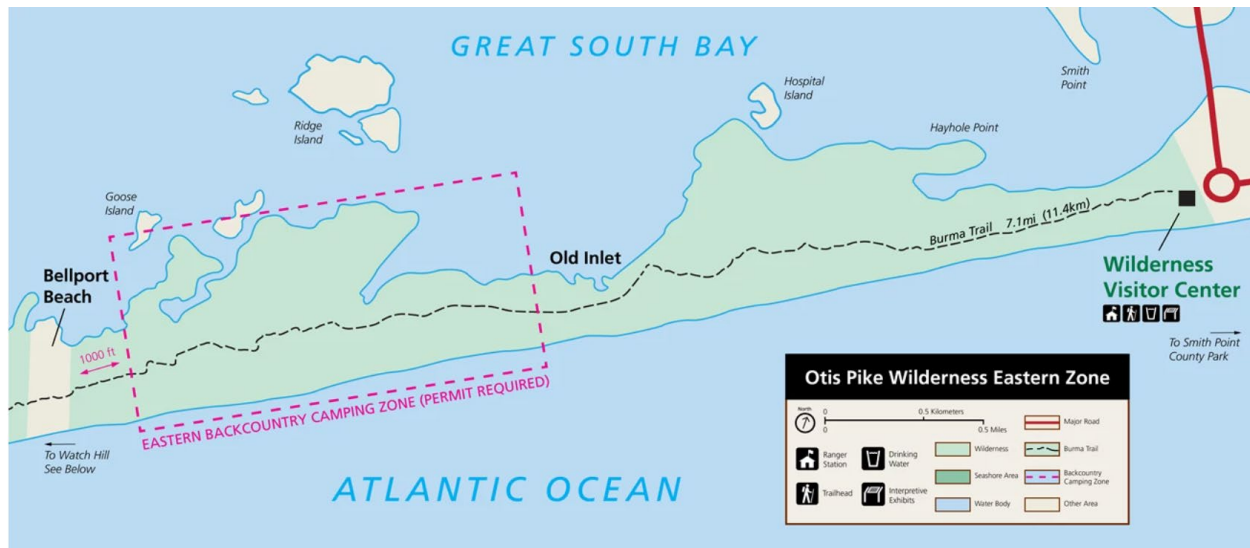 GREAT SOUTH BAY
Smith
Point
Hospital
Island
Ridge
Island
Hayhole Point
Goose
Island
Burma Trail 7.1mi (11.4km)
Old Inlet
Bellport
Beach
Wilderness
Visitor Center
1000 ft
To Smith Point
County Park
EASTERN BACKCOUNTRY CAMPING ZONE (PERMIT REQUIRED)
To Watch Hill
See Below
ATLANTIC OCEAN
Otis Pike Wilderness Eastern Zone
North
0 0.5 Kilometers
0 0.5 Miles
Ranger
Station
Drinking
Water
Trailhead
Interpretive
Exhibits
Wilderness
Seashore Area
Water Body
Major Road
Burma Trail
Backcountry
Camping Zone
Other Area